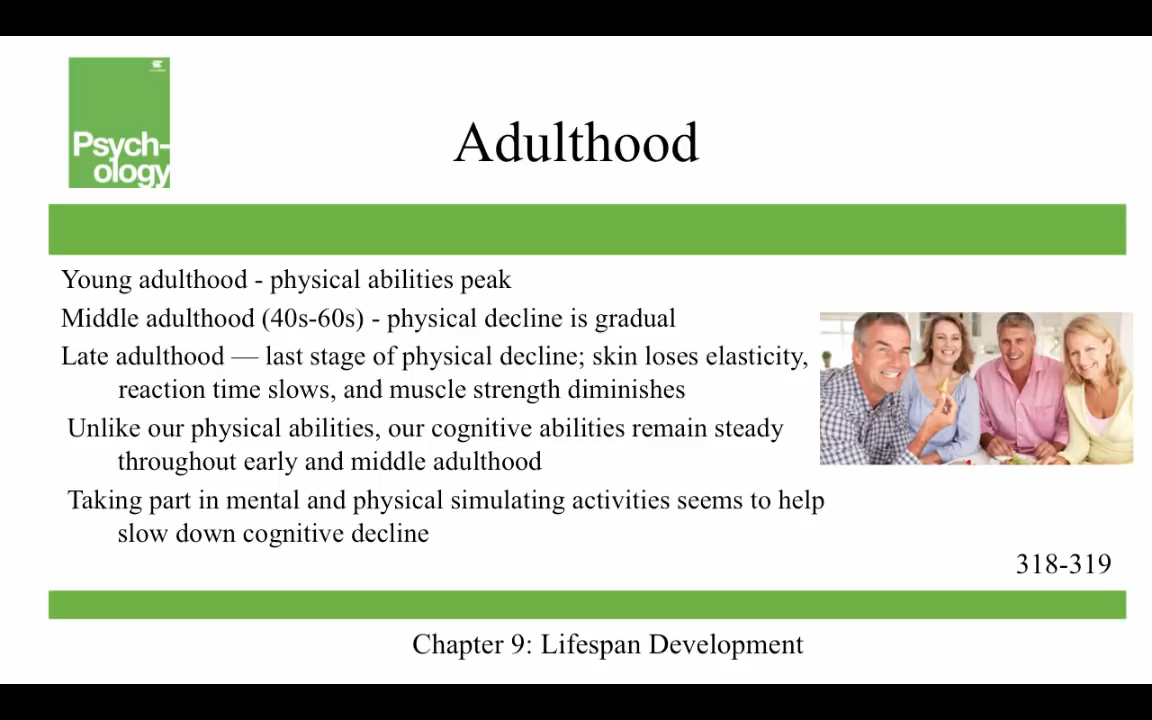 Psych-
ology
Adulthood
Young adulthood - physical abilities peak
Middle adulthood (40s-60s) - physical decline is gradual
Late adulthood — last stage of physical decline; skin loses elasticity,
reaction time slows, and muscle strength diminishes
Unlike our physical abilities, our cognitive abilities remain steady
throughout early and middle adulthood
Taking part in mental and physical simulating activities seems to help
slow down cognitive decline
318-319
Chapter 9: Lifespan Development